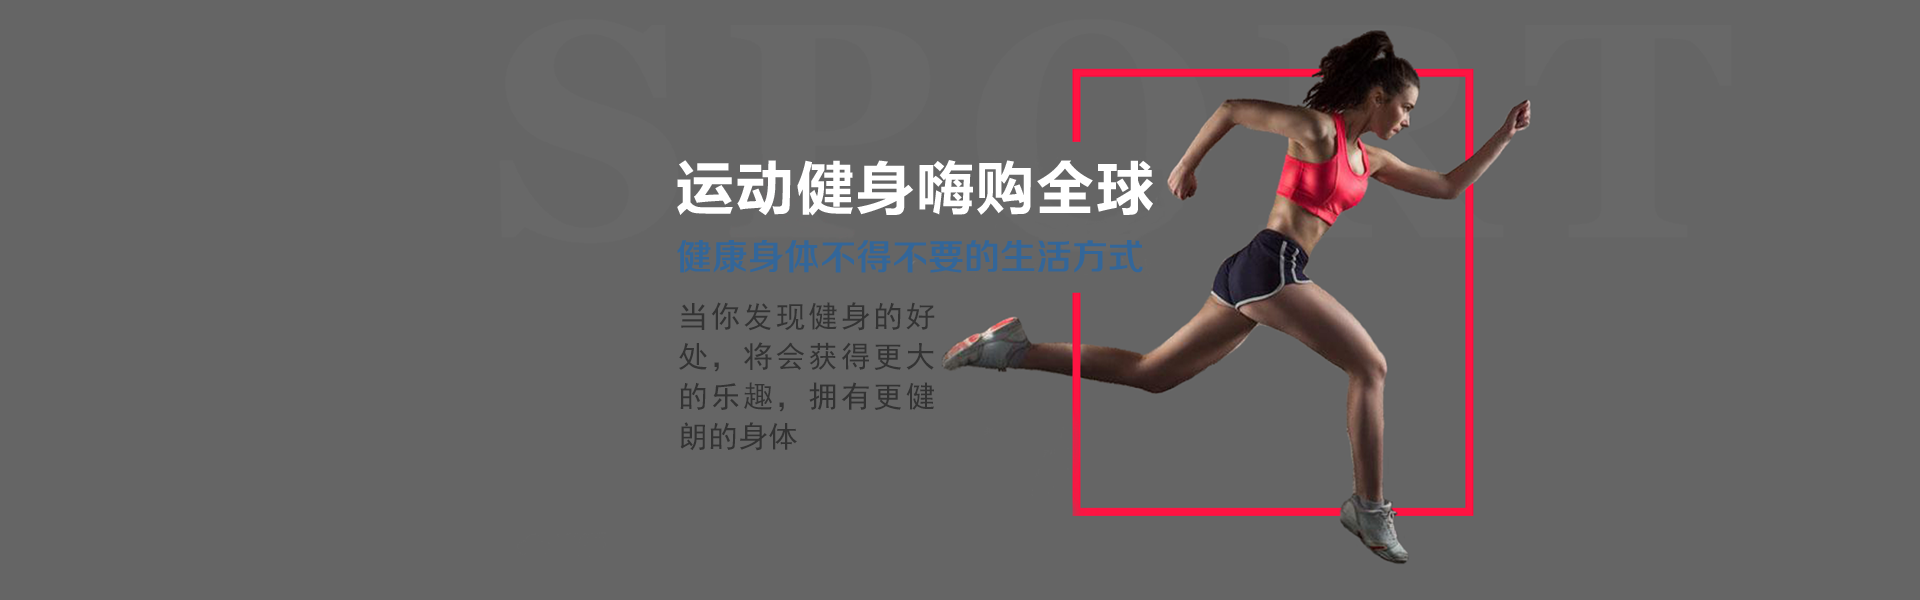 SPORT
运动健身嗨购全球
健康身体不得不要的生活方式
当你发现健身的好
处，将会获得更大
的乐趣，拥有更健
朗的身体